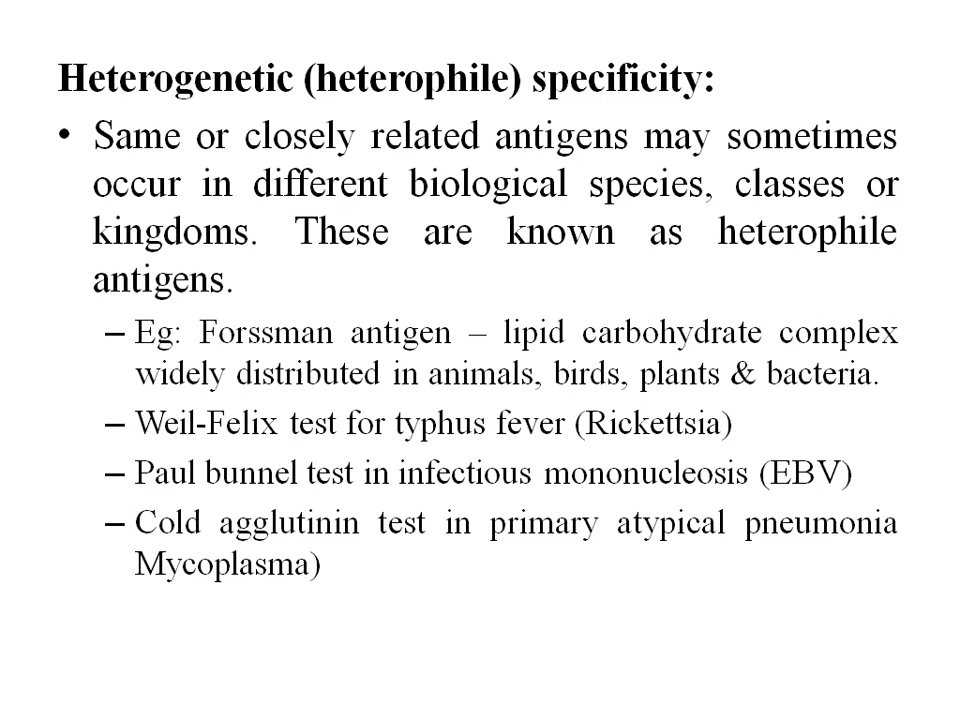 Heterogenetic (heterophile) specificity:
• Same or closely related antigens may sometimes
occur in different biological species, classes or
kingdoms. These are known as heterophile
antigens.
– Eg: Forssman antigen – lipid carbohydrate complex
widely distributed in animals, birds, plants & bacteria.
– Weil-Felix test for typhus fever (Rickettsia)
– Paul bunnel test in infectious mononucleosis (EBV)
– Cold agglutinin test in primary atypical pneumonia
Mycoplasma)